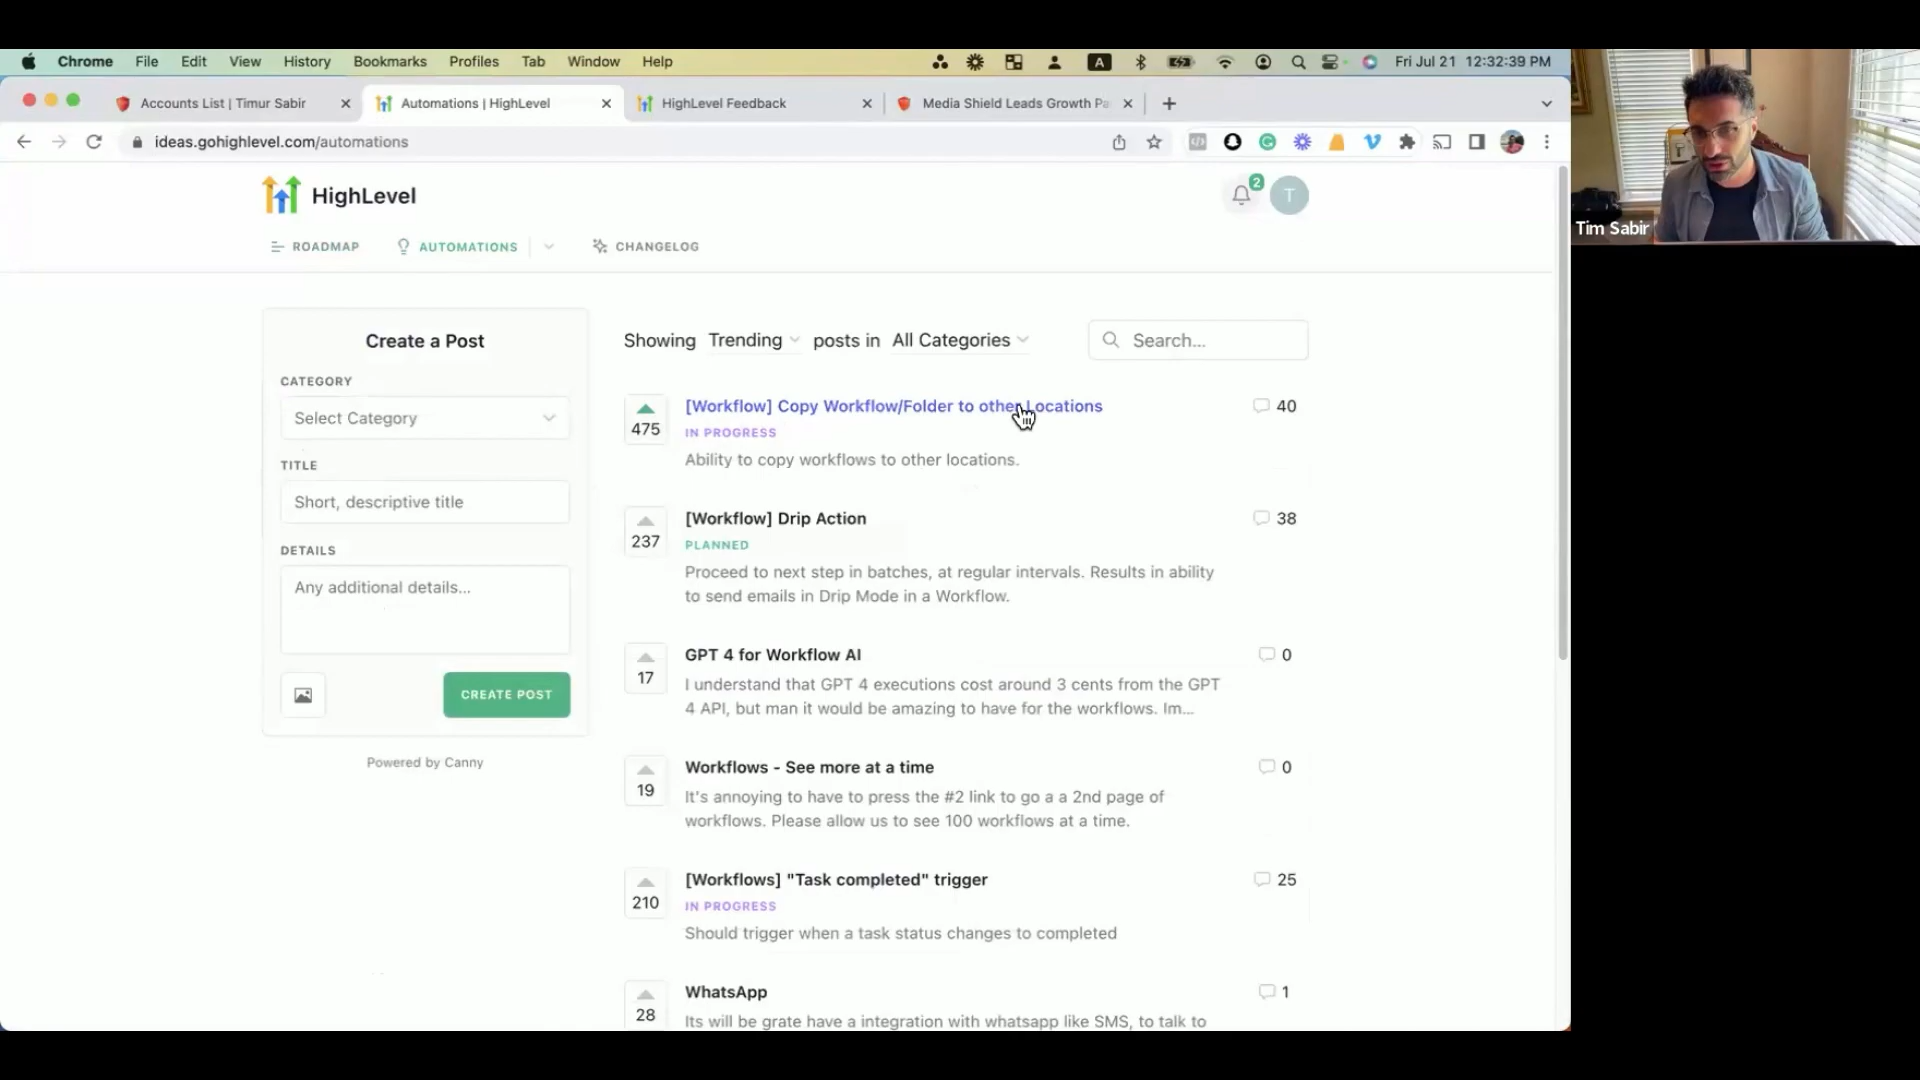 Chrome File Edit View History Bookmarks Profiles Tab Window Help A Fri Jul 21 12:32:39 PM
Accounts List | Timur Sabir Automations | HighLevel HighLevel Feedback Media Shield Leads Growth Pa
ideas.gohighlevel.com/automations
HighLevel
2
T
Tim Sabir
ROADMAP AUTOMATIONS CHANGELOG
Create a Post
CATEGORY
Select Category
TITLE
Short, descriptive title
DETAILS
Any additional details...
CREATE POST
Powered by Canny
Showing Trending posts in All Categories Search...
475
[Workflow] Copy Workflow/Folder to other Locations
40
IN PROGRESS
Ability to copy workflows to other locations.
237
[Workflow] Drip Action
38
PLANNED
Proceed to next step in batches, at regular intervals. Results in ability
to send emails in Drip Mode in a Workflow.
17
GPT 4 for Workflow AI
0
I understand that GPT 4 executions cost around 3 cents from the GPT
4 API, but man it would be amazing to have for the workflows. Im...
19
Workflows - See more at a time
0
It's annoying to have to press the #2 link to go a a 2nd page of
workflows. Please allow us to see 100 workflows at a time.
210
[Workflows] "Task completed" trigger
25
IN PROGRESS
Should trigger when a task status changes to completed
28
WhatsApp
1
Its will be grate have a integration with whatsapp like SMS, to talk to